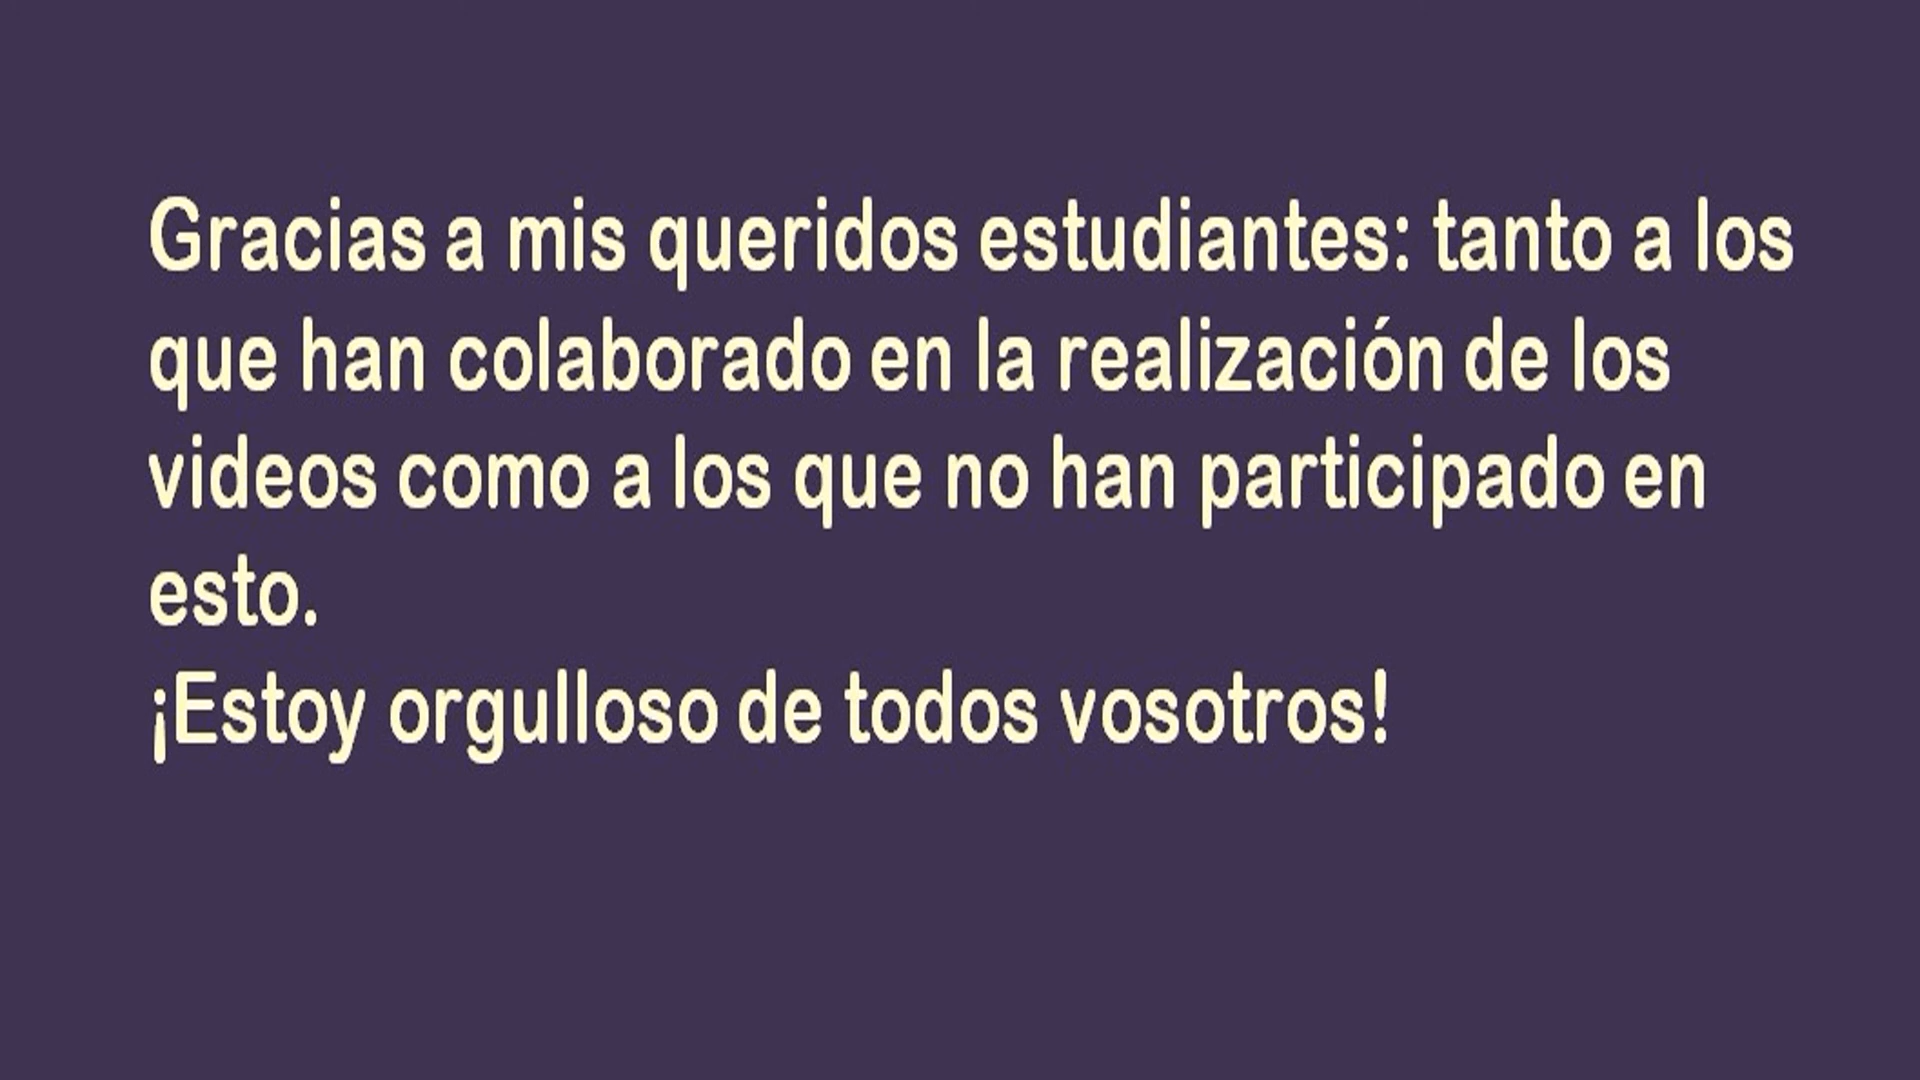 Gracias a mis queridos estudiantes: tanto a los
que han colaborado en la realización de los
videos como a los que no han participado en
esto.
¡Estoy orgulloso de todos vosotros!